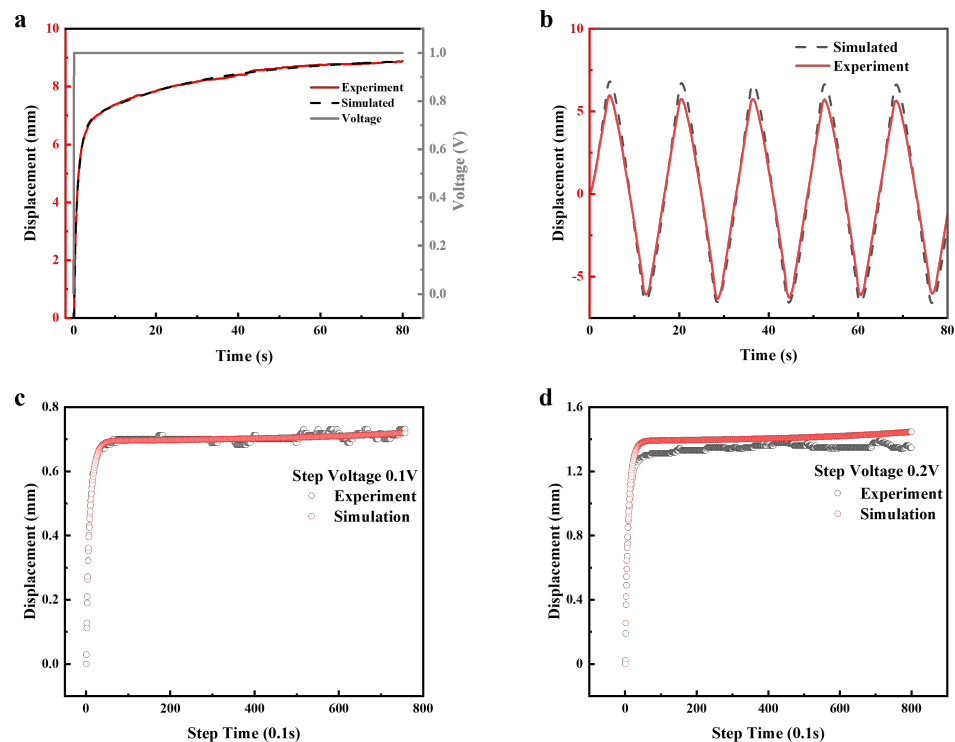 a
10
8
6
4
2
0
Displacement (mm)
0
20
40
60
80
Time (s)
1.0
0.8
0.6
0.4
0.2
0.0
Voltage (V)
Experiment
Simulated
Voltage
b
10
5
0
-5
Displacement (mm)
0
20
40
60
80
Time (s)
Simulated
Experiment
c
0.8
0.6
0.4
0.2
0.0
Displacement (mm)
0
200
400
600
800
Step Time (0.1s)
Step Voltage 0.1V
Experiment
Simulation
d
1.6
1.2
0.8
0.4
0
Displacement (mm)
0
200
400
600
800
Step Time (0.1s)
Step Voltage 0.2V
Experiment
Simulation